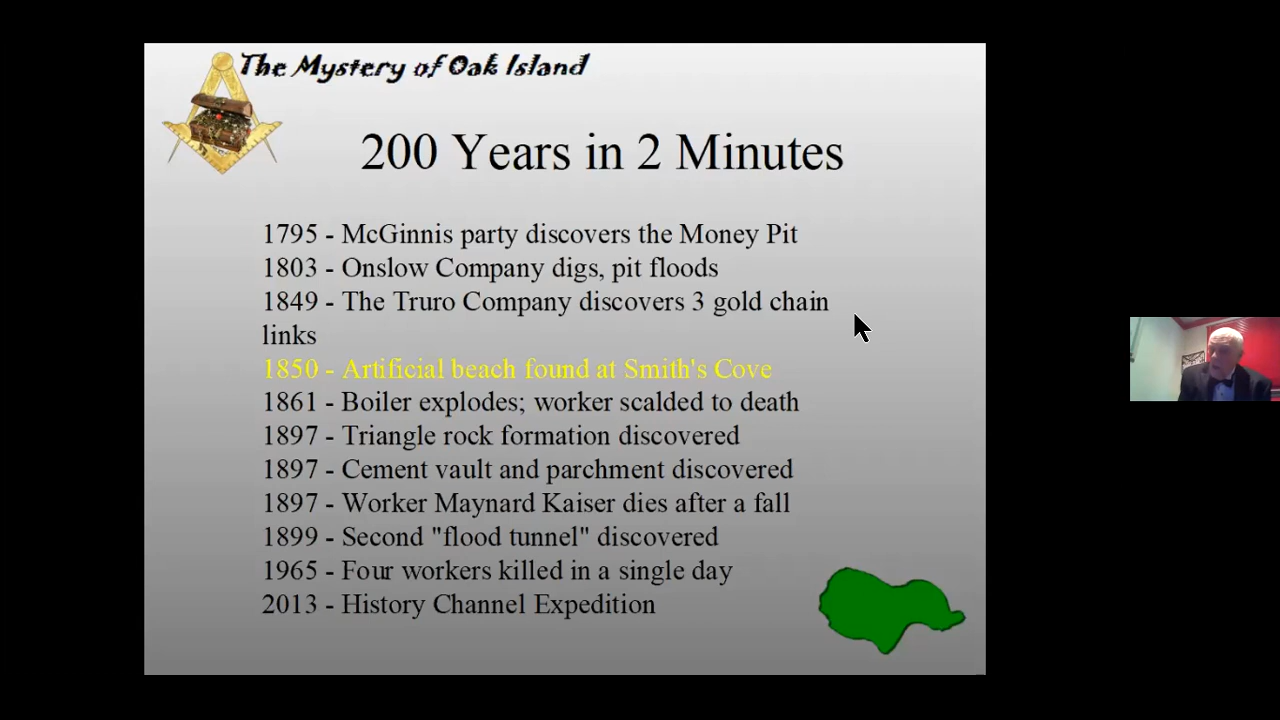 The Mystery of Oak Island
200 Years in 2 Minutes
1795 - McGinnis party discovers the Money Pit
1803 - Onslow Company digs, pit floods
1849 - The Truro Company discovers 3 gold chain
links
1850 - Artificial beach found at Smith's Cove
1861 - Boiler explodes; worker scalded to death
1897 - Triangle rock formation discovered
1897 - Cement vault and parchment discovered
1897 - Worker Maynard Kaiser dies after a fall
1899 - Second "flood tunnel" discovered
1965 - Four workers killed in a single day
2013 - History Channel Expedition